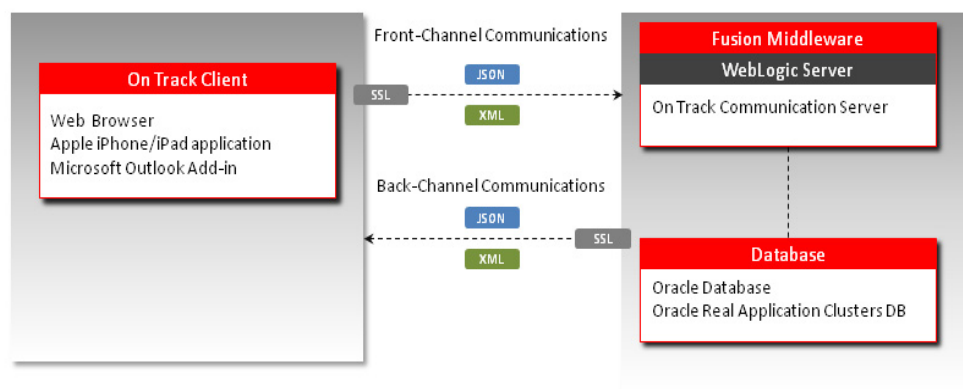 On Track Client
Web Browser
Apple iPhone/iPad application
Microsoft Outlook Add-in
Front-Channel Communications
JSON
SSL
XML
Back-Channel Communications
JSON
SSL
XML
Fusion Middleware
WebLogic Server
On Track Communication Server
Database
Oracle Database
Oracle Real Application Clusters DB